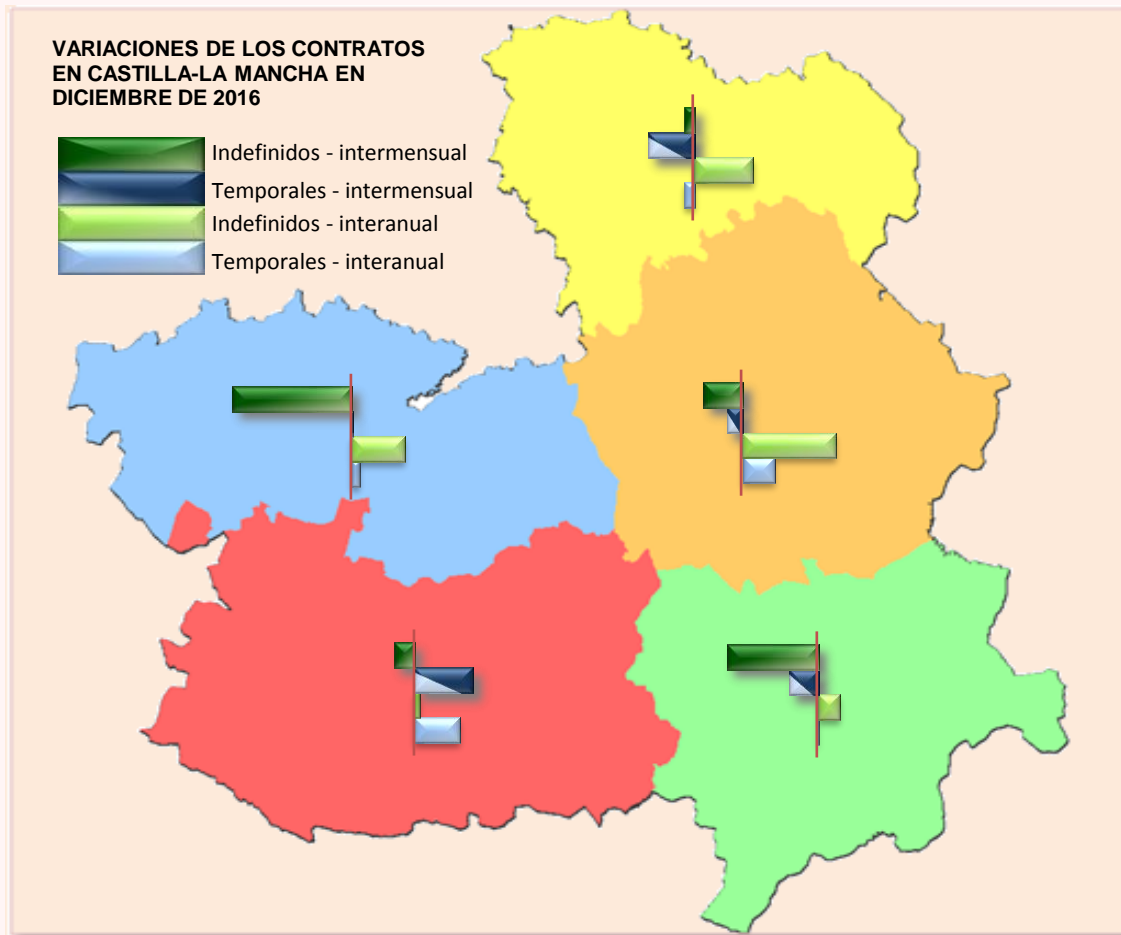 VARIACIONES DE LOS CONTRATOS
EN CASTILLA-LA MANCHA EN
DICIEMBRE DE 2016
Indefinidos - intermensual
Temporales - intermensual
Indefinidos - interanual
Temporales - interanual